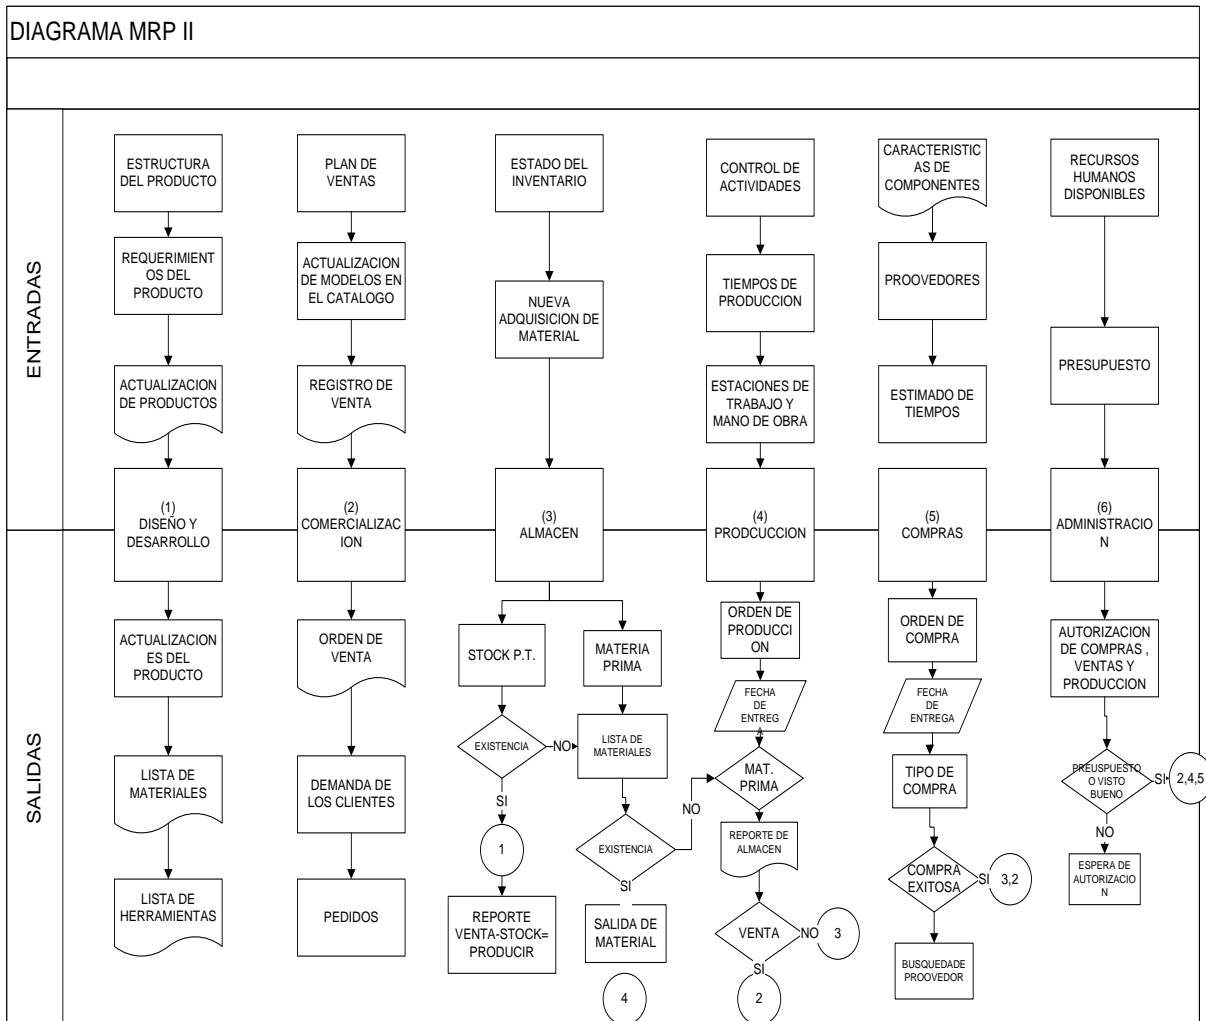 DIAGRAMA MRP II
ENTRADAS
ESTRUCTURA
DEL PRODUCTO
REQUERIMIENT
OS DEL
PRODUCTO
ACTUALIZACION
DE PRODUCTOS
(1)
DISEÑO Y
DESARROLLO
PLAN DE
VENTAS
ACTUALIZACION
DE MODELOS EN
EL CATALOGO
REGISTRO DE
VENTA
(2)
COMERCIALIZAC
ION
ESTADO DEL
INVENTARIO
NUEVA
ADQUISICION DE
MATERIAL
(3)
ALMACEN
CONTROL DE
ACTIVIDADES
TIEMPOS DE
PRODUCCION
ESTACIONES DE
TRABAJO Y
MANO DE OBRA
(4)
PRODCUCCION
CARACTERISTIC
AS DE
COMPONENTES
PROOVEDORES
ESTIMADO DE
TIEMPOS
(5)
COMPRAS
RECURSOS
HUMANOS
DISPONIBLES
PRESUPUESTO
(6)
ADMINISTRACIO
N
SALIDAS
ACTUALIZACION
ES DEL
PRODUCTO
LISTA DE
MATERIALES
LISTA DE
HERRAMIENTAS
ORDEN DE
VENTA
DEMANDA DE
LOS CLIENTES
PEDIDOS
STOCK P.T.
EXISTENCIA
NO
SI
1
REPORTE
VENTA-STOCK=
PRODUCIR
MATERIA
PRIMA
LISTA DE
MATERIALES
EXISTENCIA
NO
SI
SALIDA DE
MATERIAL
4
ORDEN DE
PRODUCCI
ON
FECHA
DE
ENTREG
A
MAT.
PRIMA
REPORTE DE
ALMACEN
VENTA
NO
3
SI
2
ORDEN DE
COMPRA
FECHA
DE
ENTREGA
TIPO DE
COMPRA
COMPRA
EXITOSA
SI
3,2
BUSQUEDADE
PROOVEDOR
AUTORIZACION
DE COMPRAS ,
VENTAS Y
PRODUCCION
PREUSPUESTO
O VISTO
BUENO
SI
2,4,5
NO
ESPERA DE
AUTORIZACIO
N